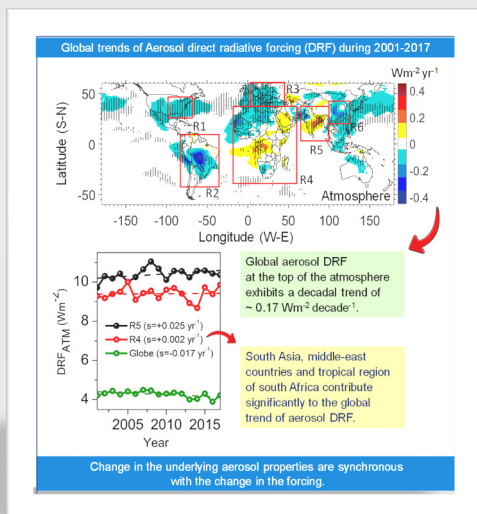 Global trends of Aerosol direct radiative forcing (DRF) during 2001-2017
Wm⁻² yr⁻¹
50
0
-50
Latitude (S-N)
R1
R2
R3
R4
R5
R6
Atmosphere
0.4
0.2
0
-0.2
-0.4
-150 -100 -50 0 50 100 150
Longitude (W-E)
10
8
6
4
DRF_ATM (Wm⁻²)
R5 (s=+0.025 yr⁻¹)
R4 (s=+0.002 yr⁻¹)
Globe (s=-0.017 yr⁻¹)
2005 2010 2015
Year
Global aerosol DRF
at the top of the atmosphere
exhibits a decadal trend of
~ 0.17 Wm⁻² decade⁻¹.
South Asia, middle-east
countries and tropical region
of south Africa contribute
significantly to the global
trend of aerosol DRF.
Change in the underlying aerosol properties are synchronous
with the change in the forcing.